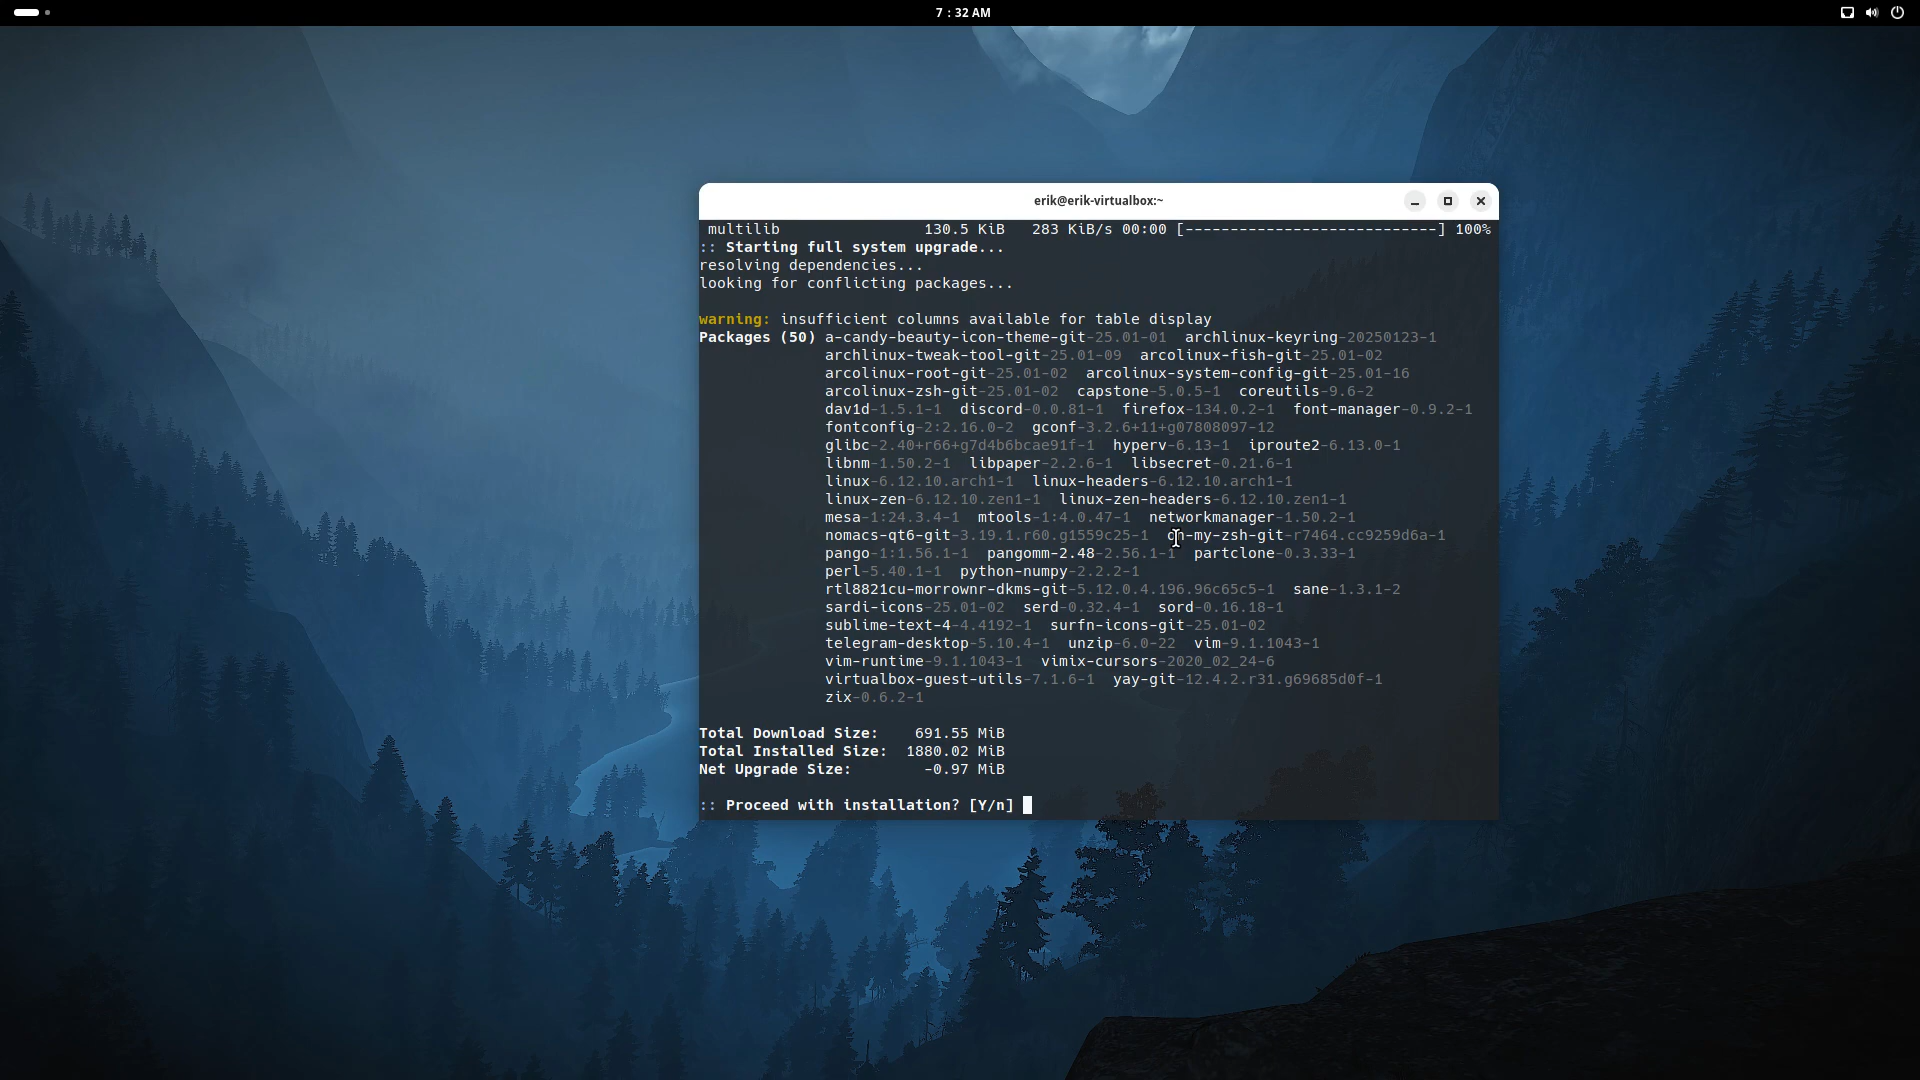 7 : 32 AM
erik@erik-virtualbox:~
multilib 130.5 KiB 283 KiB/s 00:00 [----------------------------] 100%
:: Starting full system upgrade...
resolving dependencies...
looking for conflicting packages...
warning: insufficient columns available for table display
Packages (50) a-candy-beauty-icon-theme-git-25.01-01 archlinux-keyring-20250123-1
archlinux-tweak-tool-git-25.01-09 arcolinux-fish-git-25.01-02
arcolinux-root-git-25.01-02 arcolinux-system-config-git-25.01-16
arcolinux-zsh-git-25.01-02 capstone-5.0.5-1 coreutils-9.6-2
dav1d-1.5.1-1 discord-0.0.81-1 firefox-134.0.2-1 font-manager-0.9.2-1
fontconfig-2:2.16.0-2 gconf-3.2.6+11+g07808097-12
glibc-2.40+r66+g7d4b6bcae91f-1 hyperv-6.13-1 iproute2-6.13.0-1
libnm-1.50.2-1 libpaper-2.2.6-1 libsecret-0.21.6-1
linux-6.12.10.arch1-1 linux-headers-6.12.10.arch1-1
linux-zen-6.12.10.zen1-1 linux-zen-headers-6.12.10.zen1-1
mesa-1:24.3.4-1 mtools-1:4.0.47-1 networkmanager-1.50.2-1
nomacs-qt6-git-3.19.1.r60.g1559c25-1 oh-my-zsh-git-r7464.cc9259d6a-1
pango-1:1.56.1-1 pangomm-2.48-2.56.1-1 partclone-0.3.33-1
perl-5.40.1-1 python-numpy-2.2.2-1
rtl8821cu-morrownr-dkms-git-5.12.0.4.196.96c65c5-1 sane-1.3.1-2
sardi-icons-25.01-02 serd-0.32.4-1 sord-0.16.18-1
sublime-text-4-4.4192-1 surfn-icons-git-25.01-02
telegram-desktop-5.10.4-1 unzip-6.0-22 vim-9.1.1043-1
vim-runtime-9.1.1043-1 vimix-cursors-2020_02_24-6
virtualbox-guest-utils-7.1.6-1 yay-git-12.4.2.r31.g69685d0f-1
zix-0.6.2-1
Total Download Size: 691.55 MiB
Total Installed Size: 1880.02 MiB
Net Upgrade Size: -0.97 MiB
:: Proceed with installation? [Y/n]